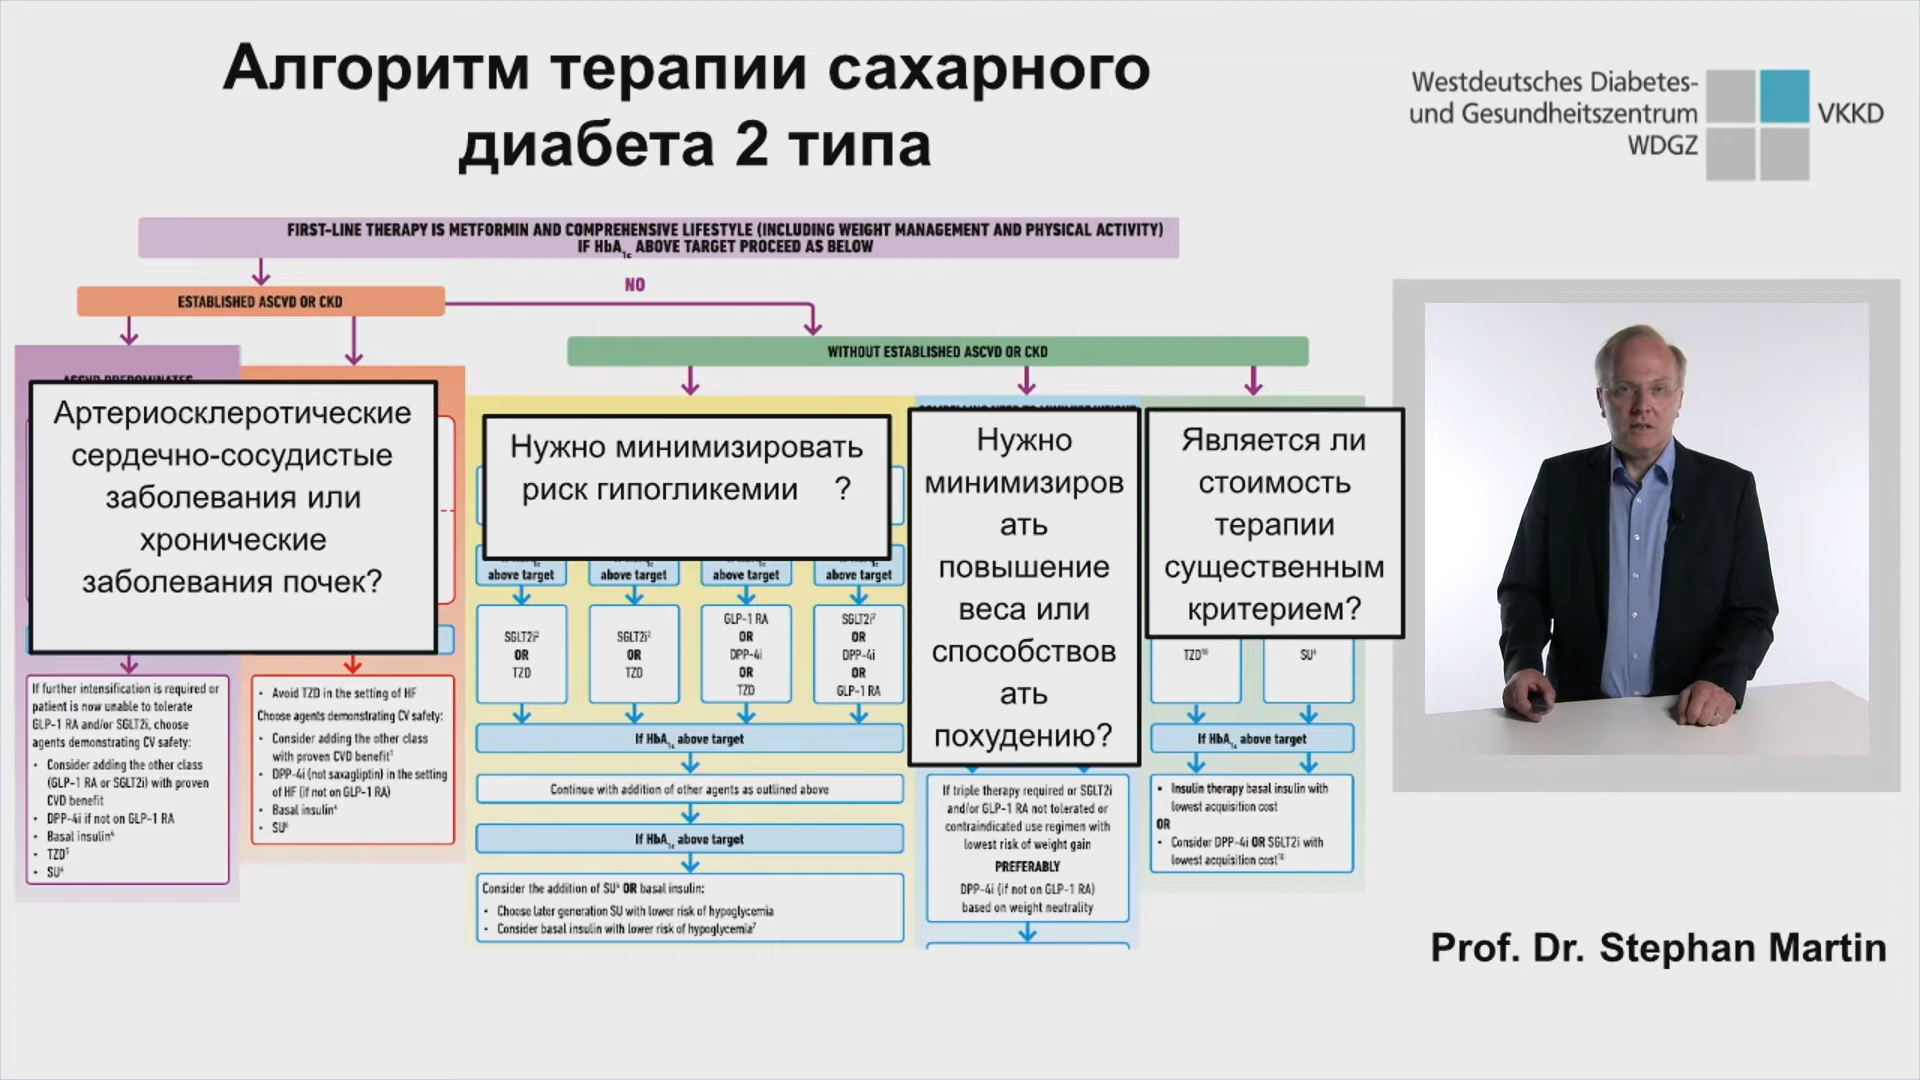 Алгоритм терапии сахарного
диабета 2 типа
Westdeutsches Diabetes-
und Gesundheitszentrum
WDGZ
VKKD
FIRST-LINE THERAPY IS METFORMIN AND COMPREHENSIVE LIFESTYLE (INCLUDING WEIGHT MANAGEMENT AND PHYSICAL ACTIVITY)
IF HbA1c ABOVE TARGET PROCEED AS BELOW
NO
ESTABLISHED ASCVD OR CKD
WITHOUT ESTABLISHED ASCVD OR CKD
Артериосклеротические
сердечно-сосудистые
заболевания или
хронические
заболевания почек?
Нужно минимизировать
риск гипогликемии ?
Нужно
минимизиров
ать
повышение
веса или
способствов
ать
похудению?
Является ли
стоимость
терапии
существенным
критерием?
If further intensification is required or
patient is now unable to tolerate
GLP-1 RA and/or SGLT2i, choose
agents demonstrating CV safety:
• Consider adding the other class
(GLP-1 RA or SGLT2i) with proven
CVD benefit
• DPP-4i if not on GLP-1 RA
• Basal insulin⁴
• TZD⁵
• SU⁶
• Avoid TZD in the setting of HF
Choose agents demonstrating CV safety:
• Consider adding the other class
with proven CVD benefit¹
• DPP-4i (not saxagliptin) in the setting
of HF (if not on GLP-1 RA)
• Basal insulin⁴
• SU⁶
above target
above target
above target
above target
SGLT2i²
OR
TZD
SGLT2i²
OR
TZD
GLP-1 RA
OR
DPP-4i
OR
TZD
SGLT2i²
OR
DPP-4i
OR
GLP-1 RA
If HbA1c above target
Continue with addition of other agents as outlined above
If HbA1c above target
Consider the addition of SU⁶ OR basal insulin:
• Choose later generation SU with lower risk of hypoglycemia
• Consider basal insulin with lower risk of hypoglycemia⁷
If triple therapy required or SGLT2i
and/or GLP-1 RA not tolerated or
contraindicated use regimen with
lowest risk of weight gain
PREFERABLY
DPP-4i (if not on GLP-1 RA)
based on weight neutrality
TZD¹⁰
SU⁶
If HbA1c above target
• Insulin therapy basal insulin with
lowest acquisition cost
OR
• Consider DPP-4i OR SGLT2i with
lowest acquisition cost¹⁰
Prof. Dr. Stephan Martin